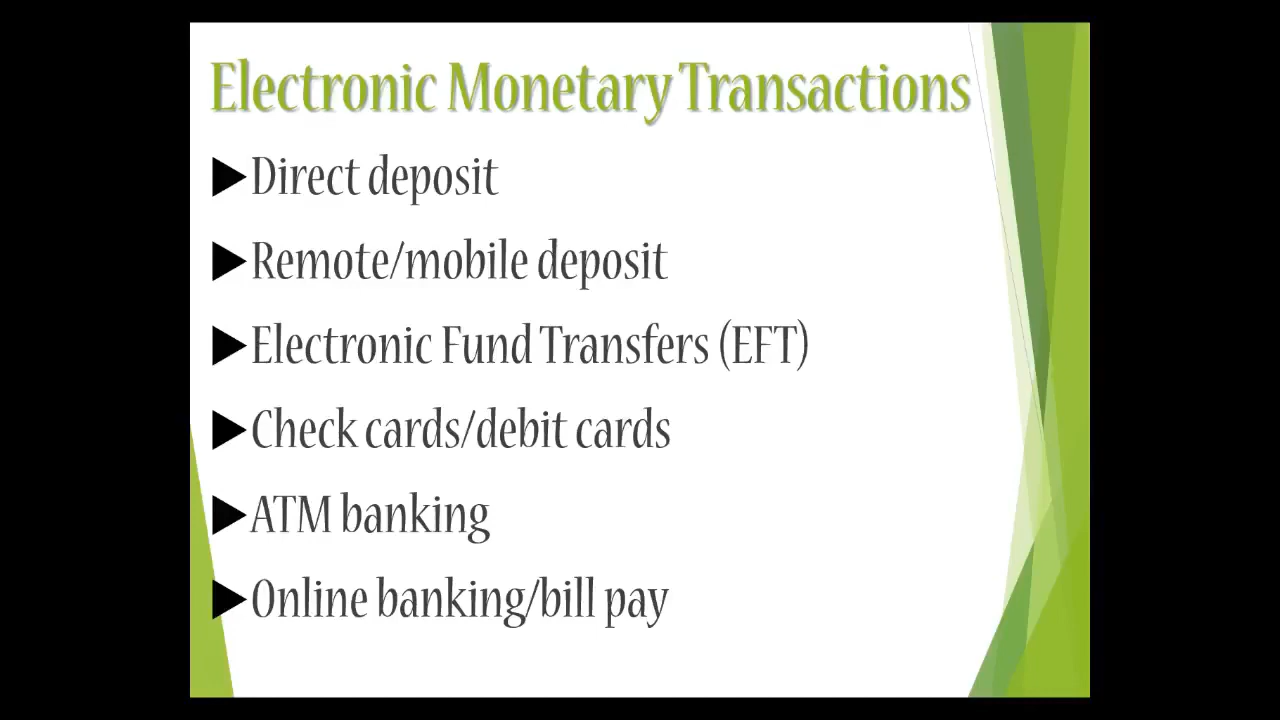 Electronic Monetary Transactions
Direct deposit
Remote/mobile deposit
Electronic Fund Transfers (EFT)
Check cards/debit cards
ATM banking
Online banking/bill pay